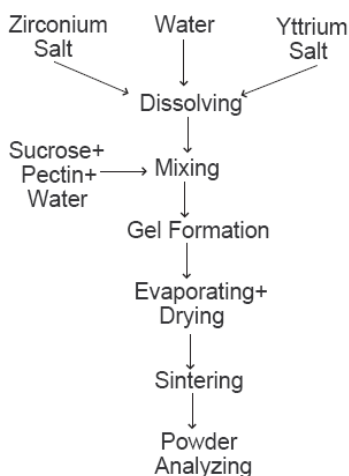 Zirconium Salt
Water
Yttrium Salt
Dissolving
Sucrose+
Pectin+
Water
Mixing
Gel Formation
Evaporating+
Drying
Sintering
Powder
Analyzing